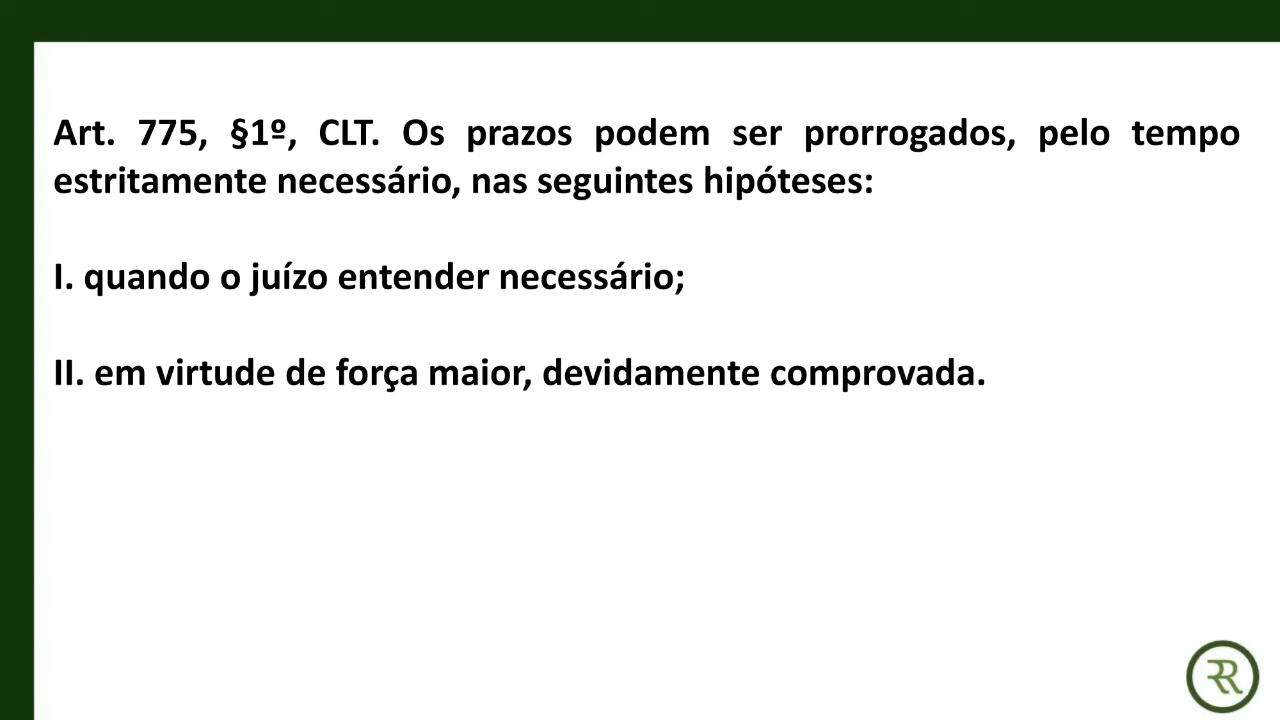 Art. 775, §1º, CLT. Os prazos podem ser prorrogados, pelo tempo
estritamente necessário, nas seguintes hipóteses:
I. quando o juízo entender necessário;
II. em virtude de força maior, devidamente comprovada.
RR